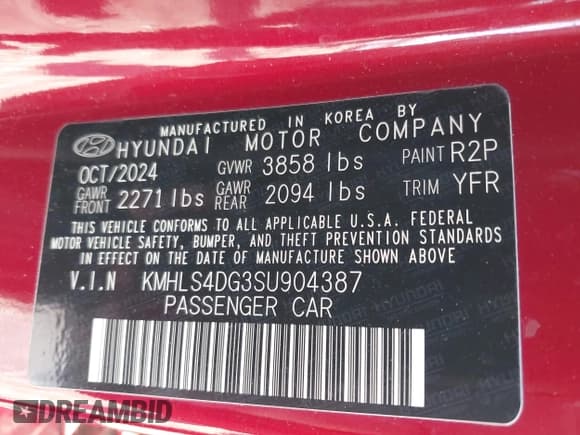 MANUFACTURED IN KOREA BY
HYUNDAI MOTOR COMPANY
OCT/2024 GVWR 3858 lbs PAINT R2P
GAWR FRONT 2271 lbs GAWR REAR 2094 lbs TRIM YFR
THIS VEHICLE CONFORMS TO ALL APPLICABLE U.S.A. FEDERAL
MOTOR VEHICLE SAFETY, BUMPER, AND THEFT PREVENTION STANDARDS
IN EFFECT ON THE DATE OF MANUFACTURE SHOWN ABOVE.
V.I.N KMHLS4DG3SU904387
PASSENGER CAR
DREAMBID